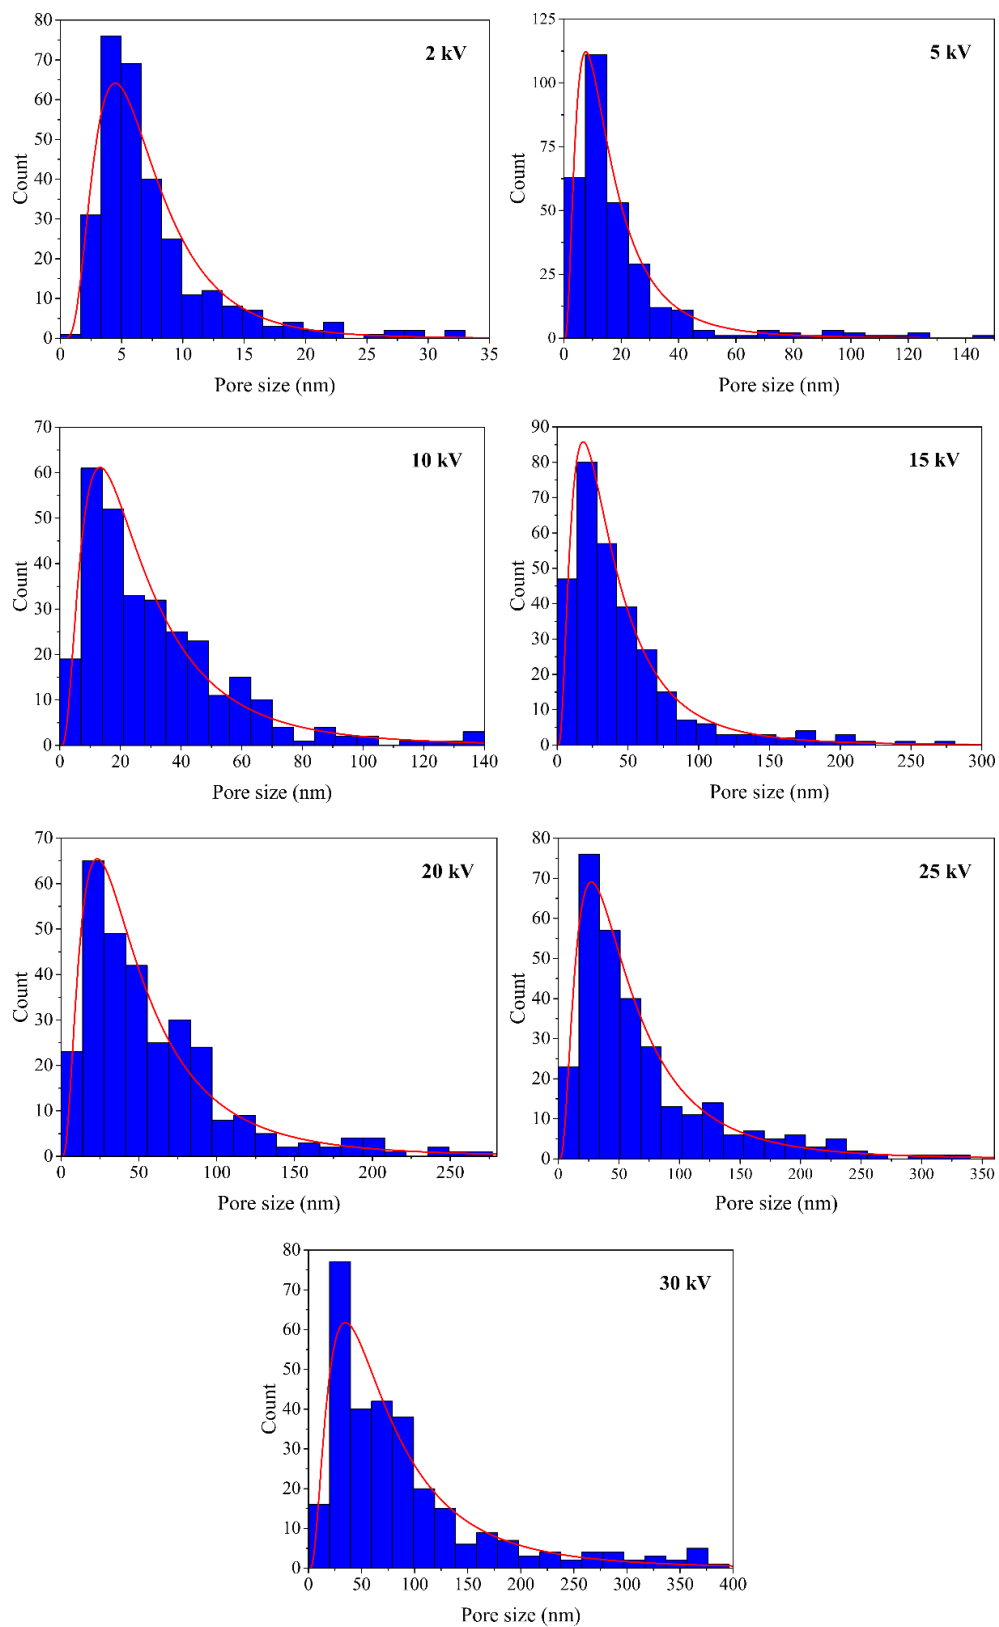 2 kV
Count
80
70
60
50
40
30
20
10
0
0 5 10 15 20 25 30 35
Pore size (nm)
5 kV
Count
125
100
75
50
25
0
0 20 40 60 80 100 120 140
Pore size (nm)
10 kV
Count
70
60
50
40
30
20
10
0
0 20 40 60 80 100 120 140
Pore size (nm)
15 kV
Count
90
80
70
60
50
40
30
20
10
0
0 50 100 150 200 250 300
Pore size (nm)
20 kV
Count
70
60
50
40
30
20
10
0
0 50 100 150 200 250
Pore size (nm)
25 kV
Count
80
70
60
50
40
30
20
10
0
0 50 100 150 200 250 300 350
Pore size (nm)
30 kV
Count
80
70
60
50
40
30
20
10
0
0 50 100 150 200 250 300 350 400
Pore size (nm)